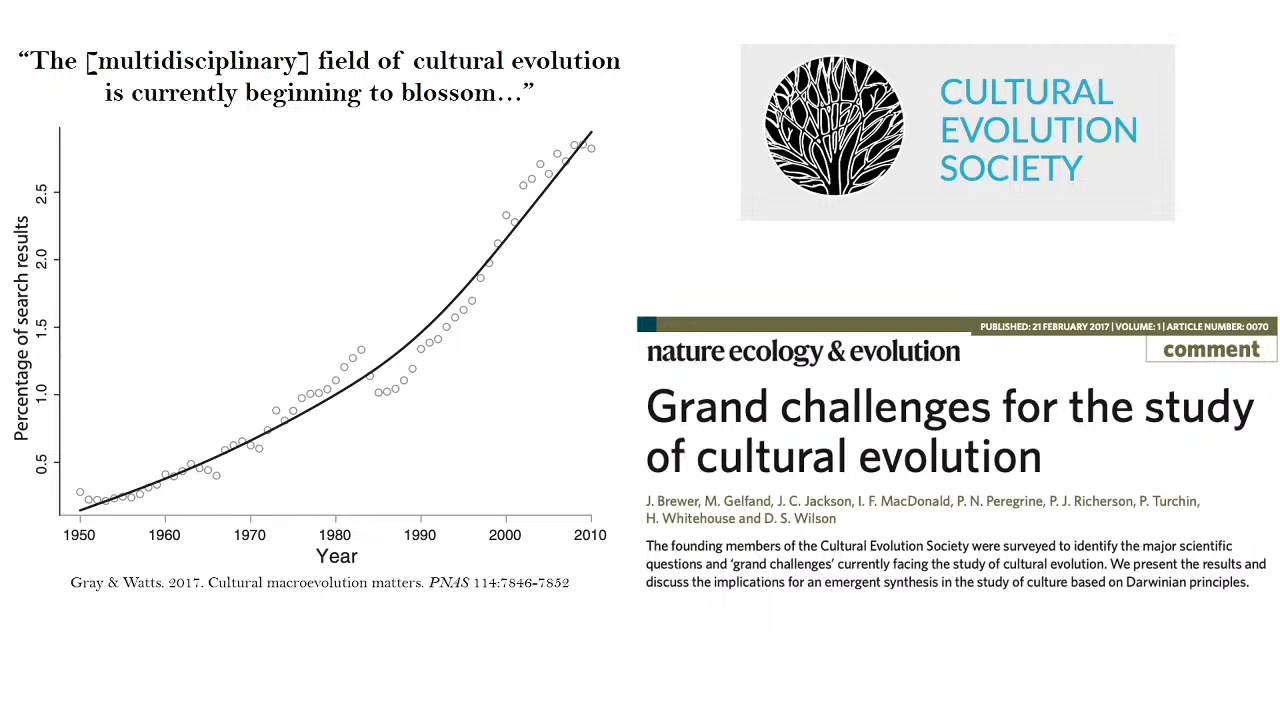 “The [multidisciplinary] field of cultural evolution
is currently beginning to blossom…”
Percentage of search results
2.5
2.0
1.5
1.0
0.5
1950 1960 1970 1980 1990 2000 2010
Year
Gray & Watts. 2017. Cultural macroevolution matters. PNAS 114:7846-7852
CULTURAL
EVOLUTION
SOCIETY
PUBLISHED: 21 FEBRUARY 2017 | VOLUME: 1 | ARTICLE NUMBER: 0070
nature ecology & evolution
comment
Grand challenges for the study
of cultural evolution
J. Brewer, M. Gelfand, J. C. Jackson, I. F. MacDonald, P. N. Peregrine, P. J. Richerson, P. Turchin,
H. Whitehouse and D. S. Wilson
The founding members of the Cultural Evolution Society were surveyed to identify the major scientific
questions and ‘grand challenges’ currently facing the study of cultural evolution. We present the results and
discuss the implications for an emergent synthesis in the study of culture based on Darwinian principles.